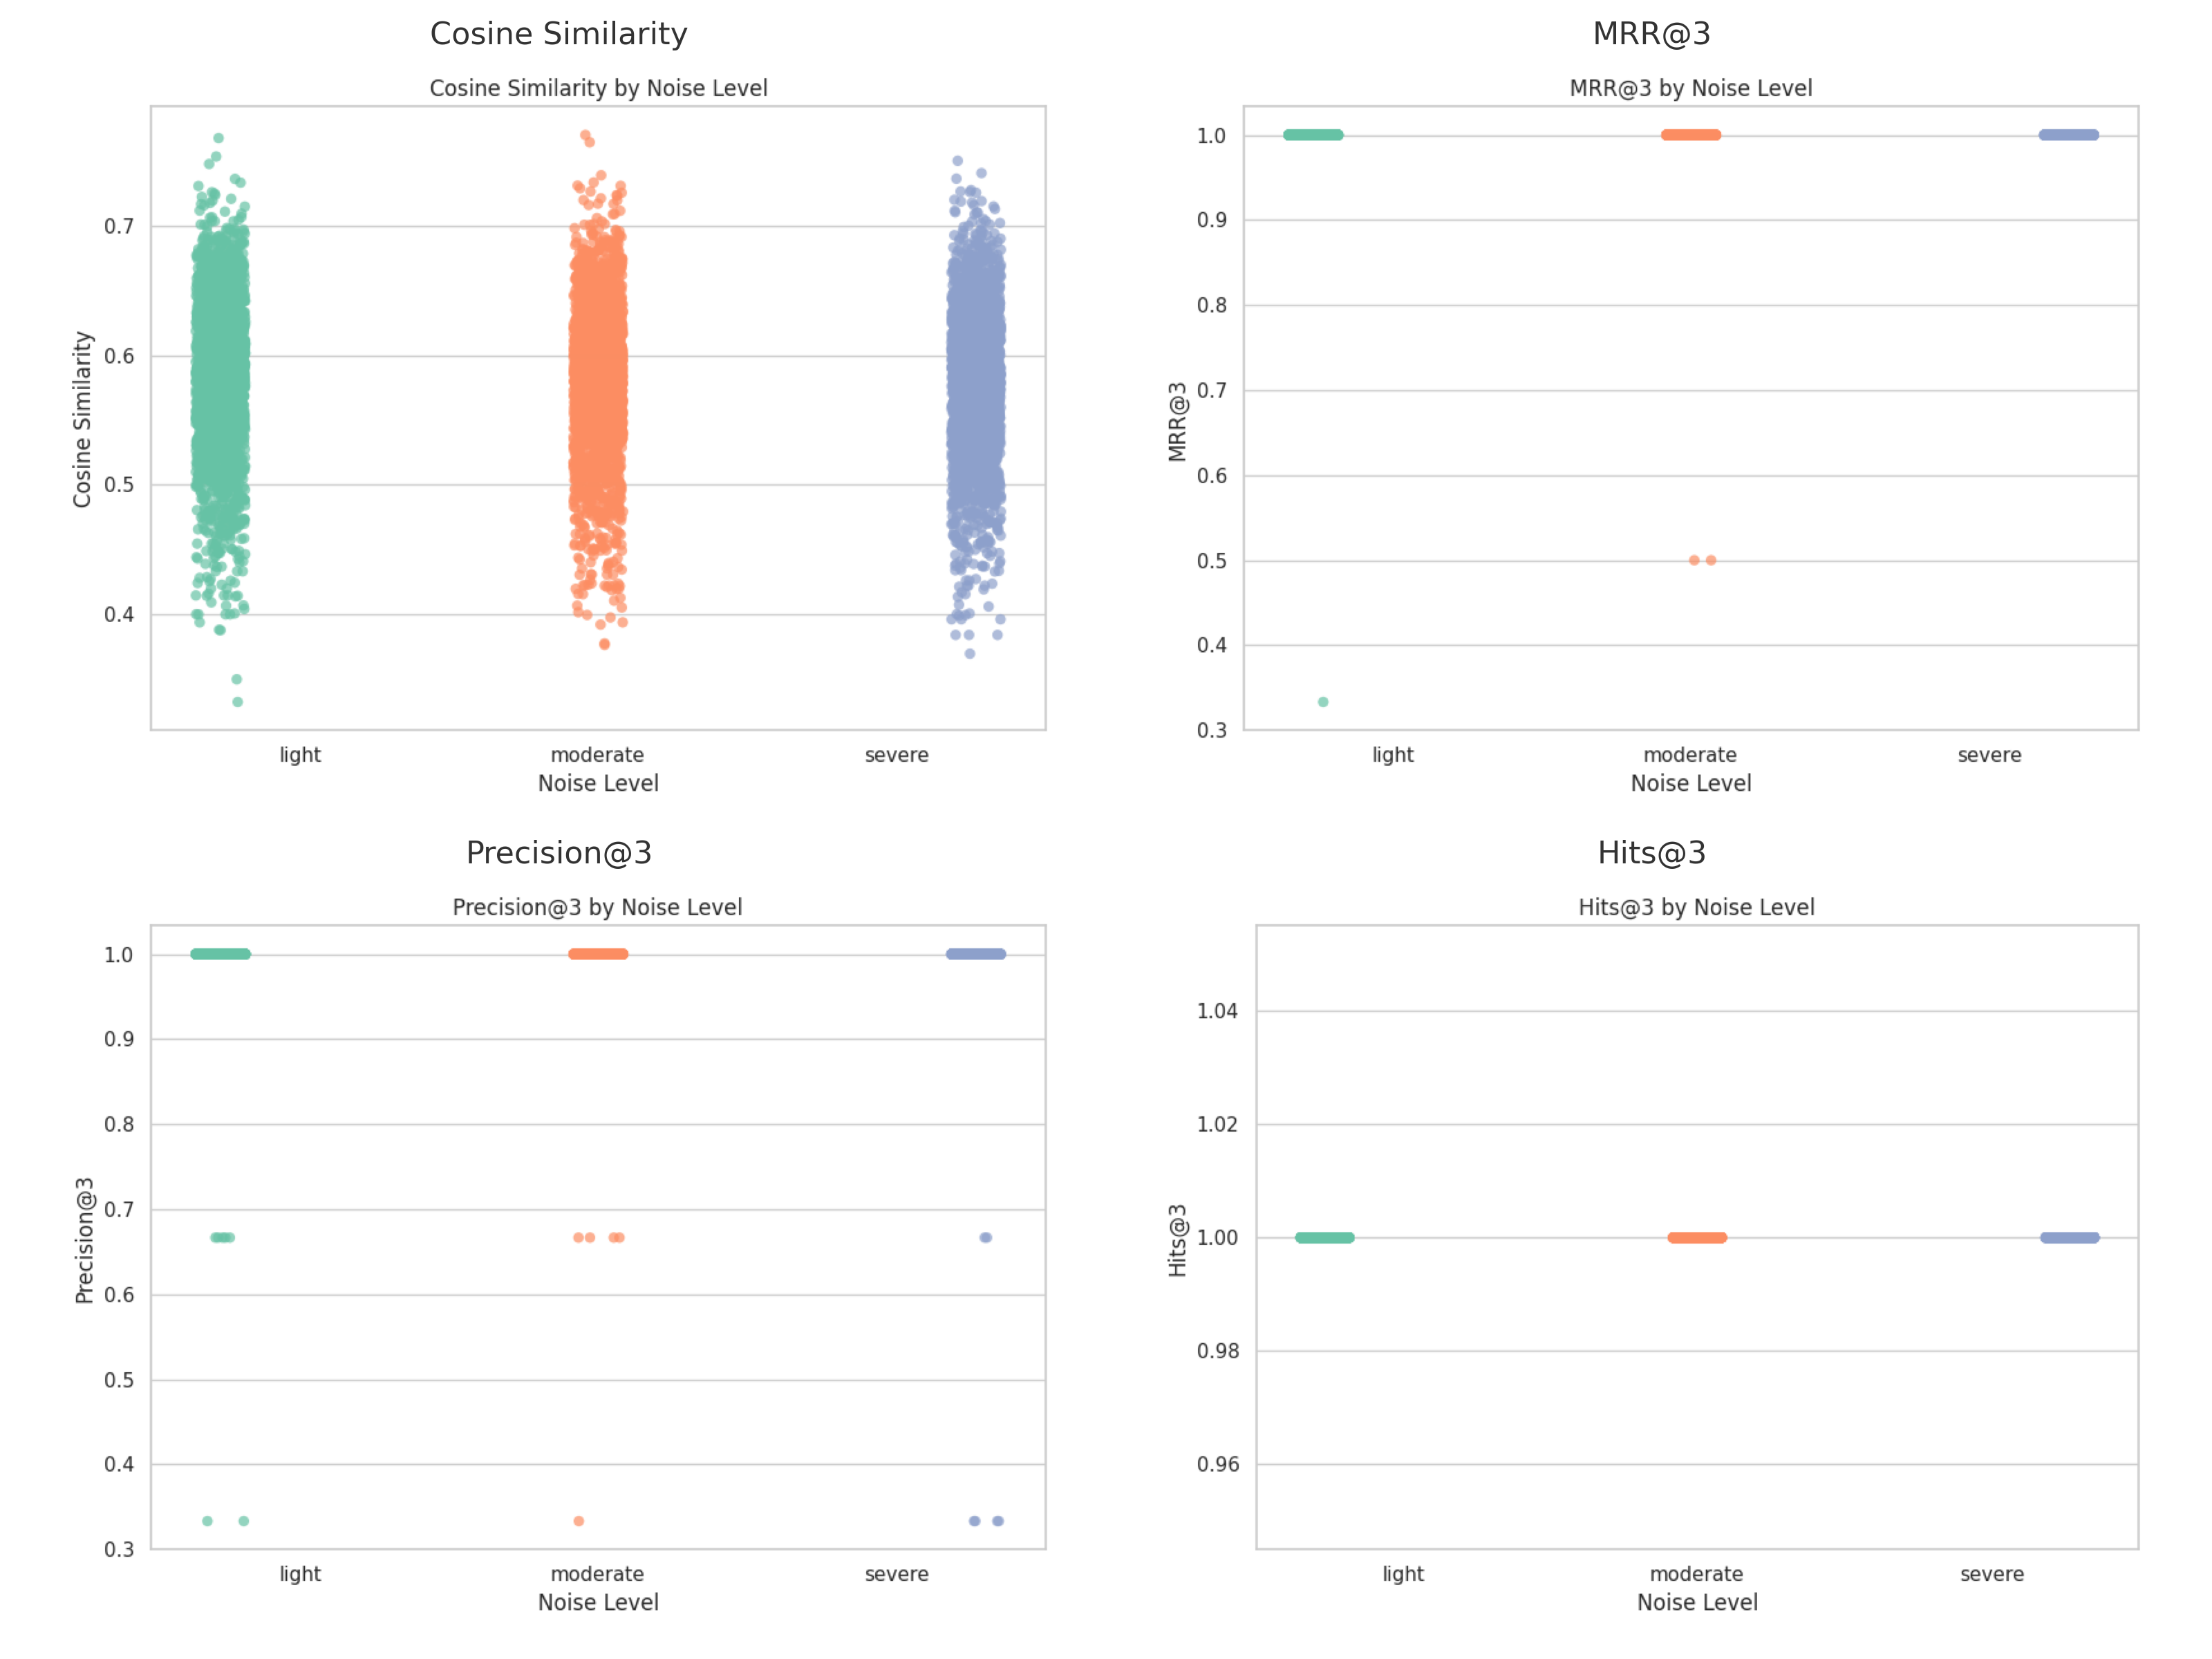 Cosine Similarity
Cosine Similarity by Noise Level
0.7
0.6
0.5
0.4
Cosine Similarity
light moderate severe
Noise Level
MRR@3
MRR@3 by Noise Level
1.0
0.9
0.8
0.7
0.6
0.5
0.4
0.3
MRR@3
light moderate severe
Noise Level
Precision@3
Precision@3 by Noise Level
1.0
0.9
0.8
0.7
0.6
0.5
0.4
0.3
Precision@3
light moderate severe
Noise Level
Hits@3
Hits@3 by Noise Level
1.04
1.02
1.00
0.98
0.96
Hits@3
light moderate severe
Noise Level